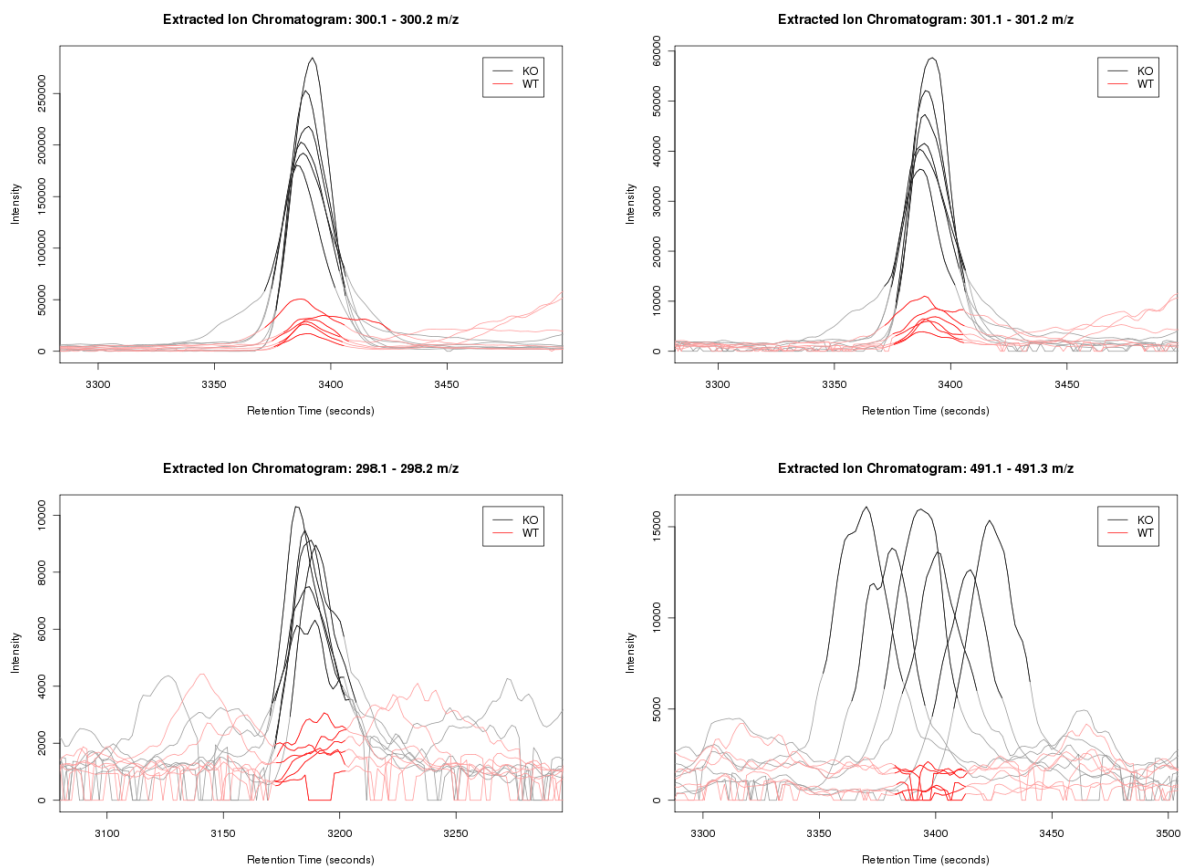 Extracted Ion Chromatogram: 300.1 - 300.2 m/z
KO
WT
Intensity
0
50000
100000
150000
200000
250000
3300
3350
3400
3450
Retention Time (seconds)
Extracted Ion Chromatogram: 301.1 - 301.2 m/z
KO
WT
Intensity
0
10000
20000
30000
40000
50000
60000
3300
3350
3400
3450
Retention Time (seconds)
Extracted Ion Chromatogram: 298.1 - 298.2 m/z
KO
WT
Intensity
0
2000
4000
6000
8000
10000
3100
3150
3200
3250
Retention Time (seconds)
Extracted Ion Chromatogram: 491.1 - 491.3 m/z
KO
WT
Intensity
0
5000
10000
15000
3300
3350
3400
3450
3500
Retention Time (seconds)